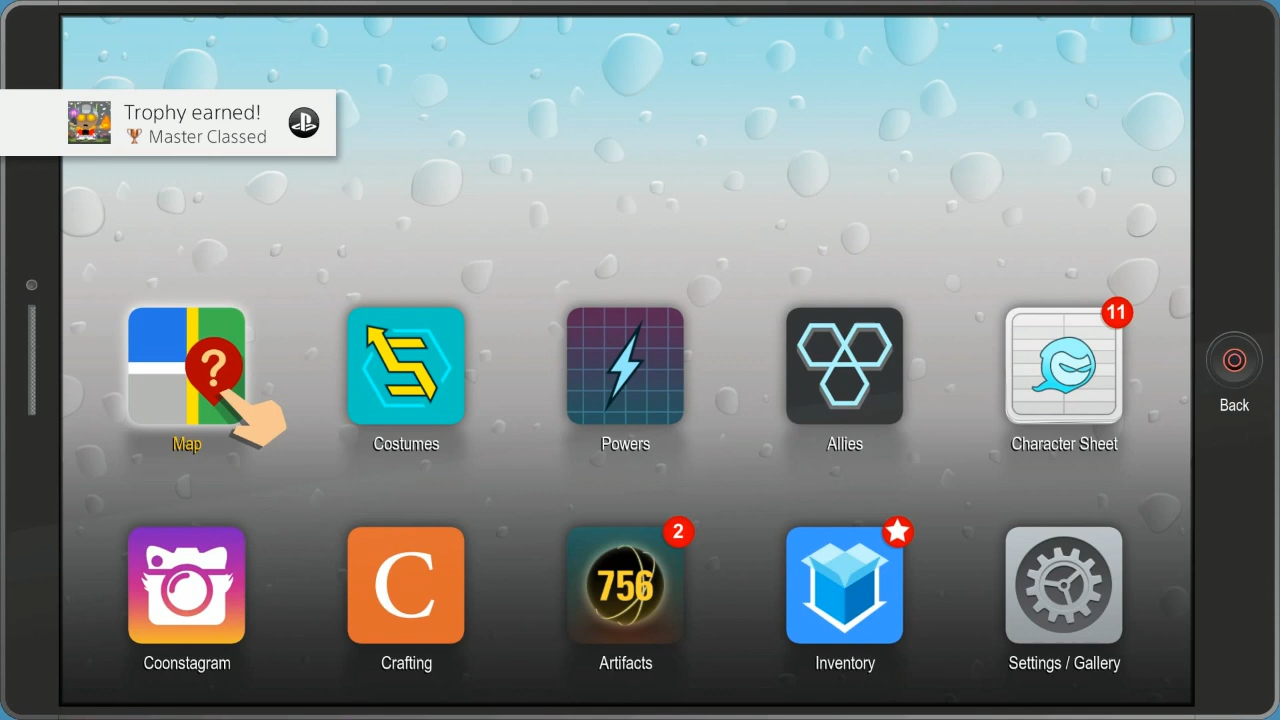 Trophy earned!
Master Classed
?
11
Map
Costumes
Powers
Allies
Character Sheet
Back
2
C
756
Coonstagram
Crafting
Artifacts
Inventory
Settings / Gallery